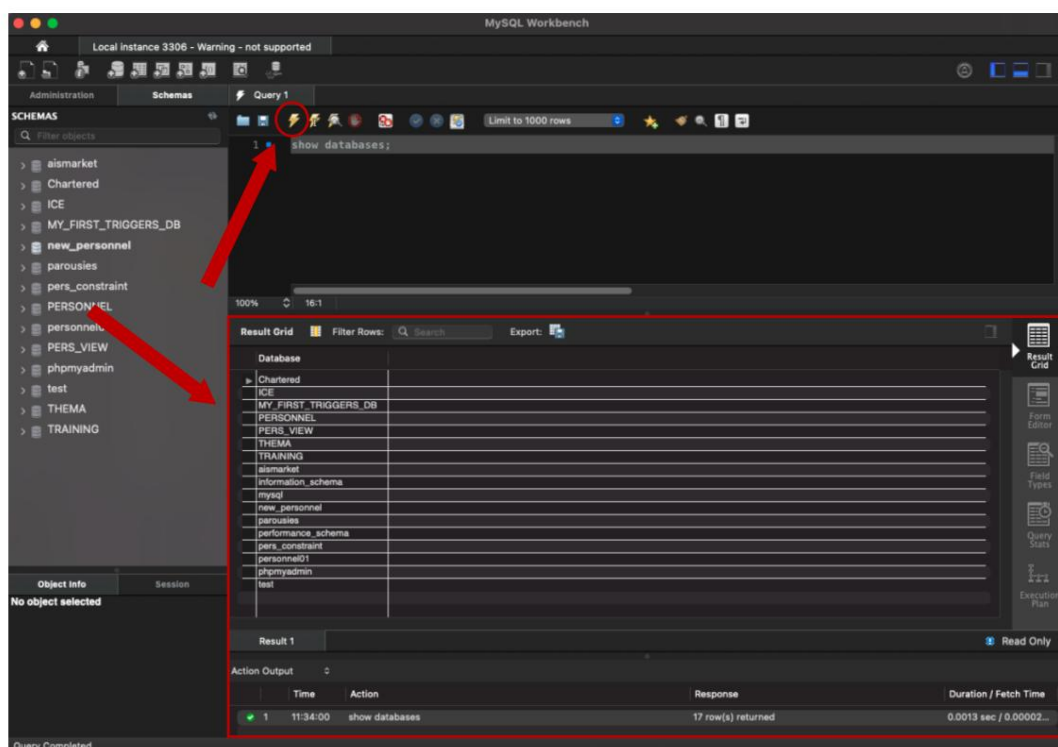 MySQL Workbench
Local instance 3306 - Warning - not supported
Administration
Schemas
Query 1
SCHEMAS
Filter objects
Limit to 1000 rows
1
show databases;
aismarket
Chartered
ICE
MY_FIRST_TRIGGERS_DB
new_personnel
parousies
pers_constraint
PERSONNEL
PERS_VIEW
phpmyadmin
test
THEMA
TRAINING
100%
16:1
Result Grid
Filter Rows:
Search
Export:
Database
Chartered
ICE
MY_FIRST_TRIGGERS_DB
PERSONNEL
PERS_VIEW
THEMA
TRAINING
aismarket
information_schema
mysql
new_personnel
parousies
performance_schema
pers_constraint
personnel01
phpmyadmin
test
Result
Grid
Form
Editor
Field
Types
Query
Stats
Execution
Plan
Object Info
Session
No object selected
Result 1
Read Only
Action Output
Time
Action
Response
Duration / Fetch Time
1
11:34:00
show databases
17 row(s) returned
0.0013 sec / 0.00002...
Query Completed